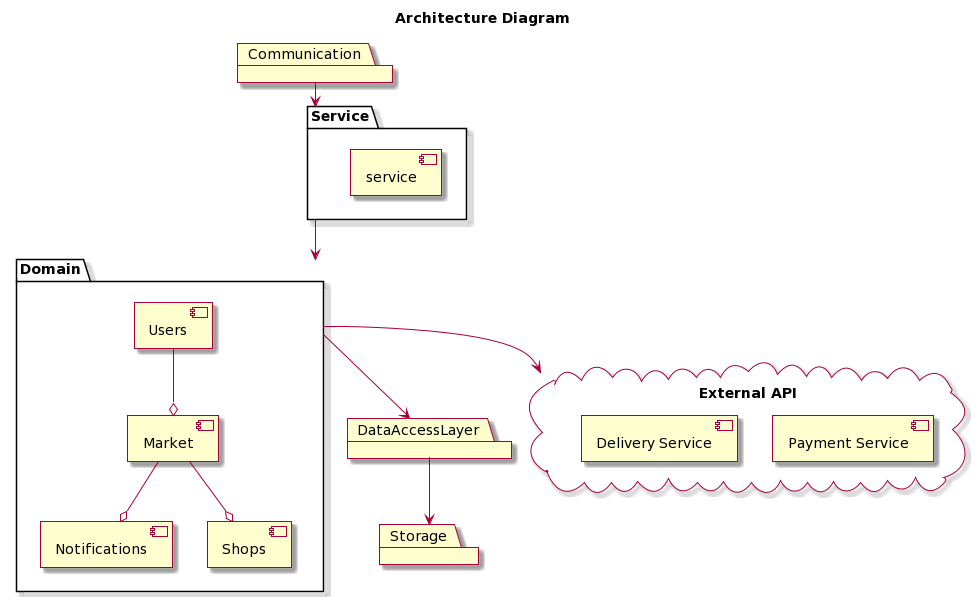 Architecture Diagram
Communication
Service
service
Domain
Users
External API
DataAccessLayer
Market
Delivery Service
Payment Service
Storage
Notifications
Shops